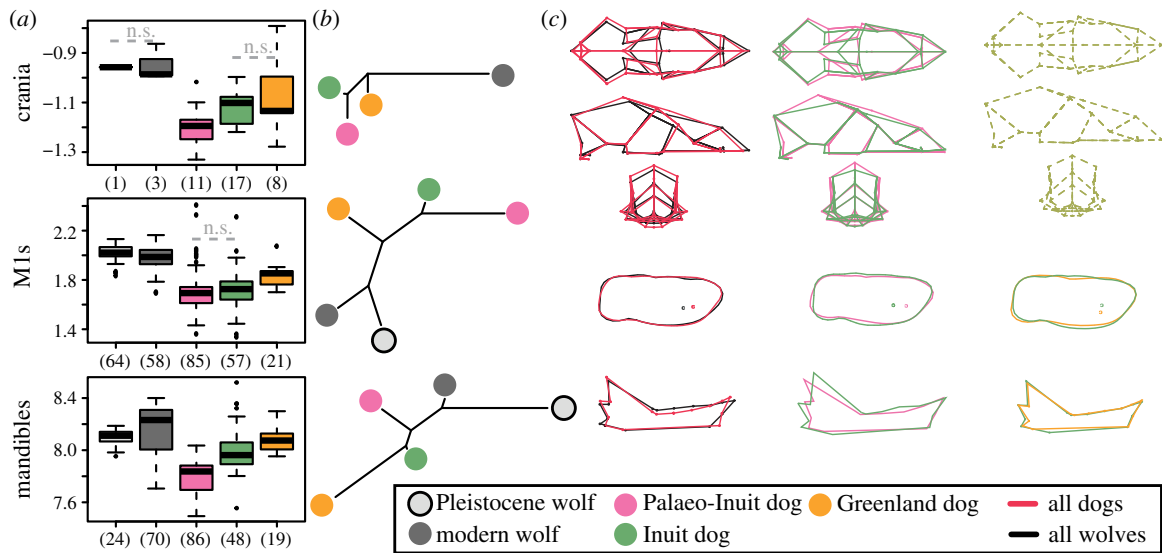 (a) (b) (c)
crania
−0.9
−1.1
−1.3
n.s. n.s.
(1) (3) (11) (17) (8)
M1s
2.2
1.8
1.4
n.s.
(64) (58) (85) (57) (21)
mandibles
8.4
8.0
7.6
(24) (70) (86) (48) (19)
Pleistocene wolf Palaeo-Inuit dog Greenland dog all dogs
modern wolf Inuit dog all wolves